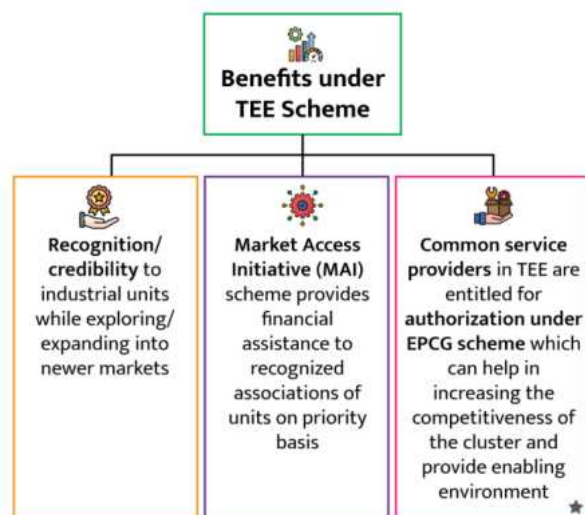 Benefits under
TEE Scheme
Recognition/
credibility to
industrial units
while exploring/
expanding into
newer markets
Market Access
Initiative (MAI)
scheme provides
financial
assistance to
recognized
associations of
units on priority
basis
Common service
providers in TEE are
entitled for
authorization under
EPCG scheme which
can help in
increasing the
competitiveness of
the cluster and
provide enabling
environment